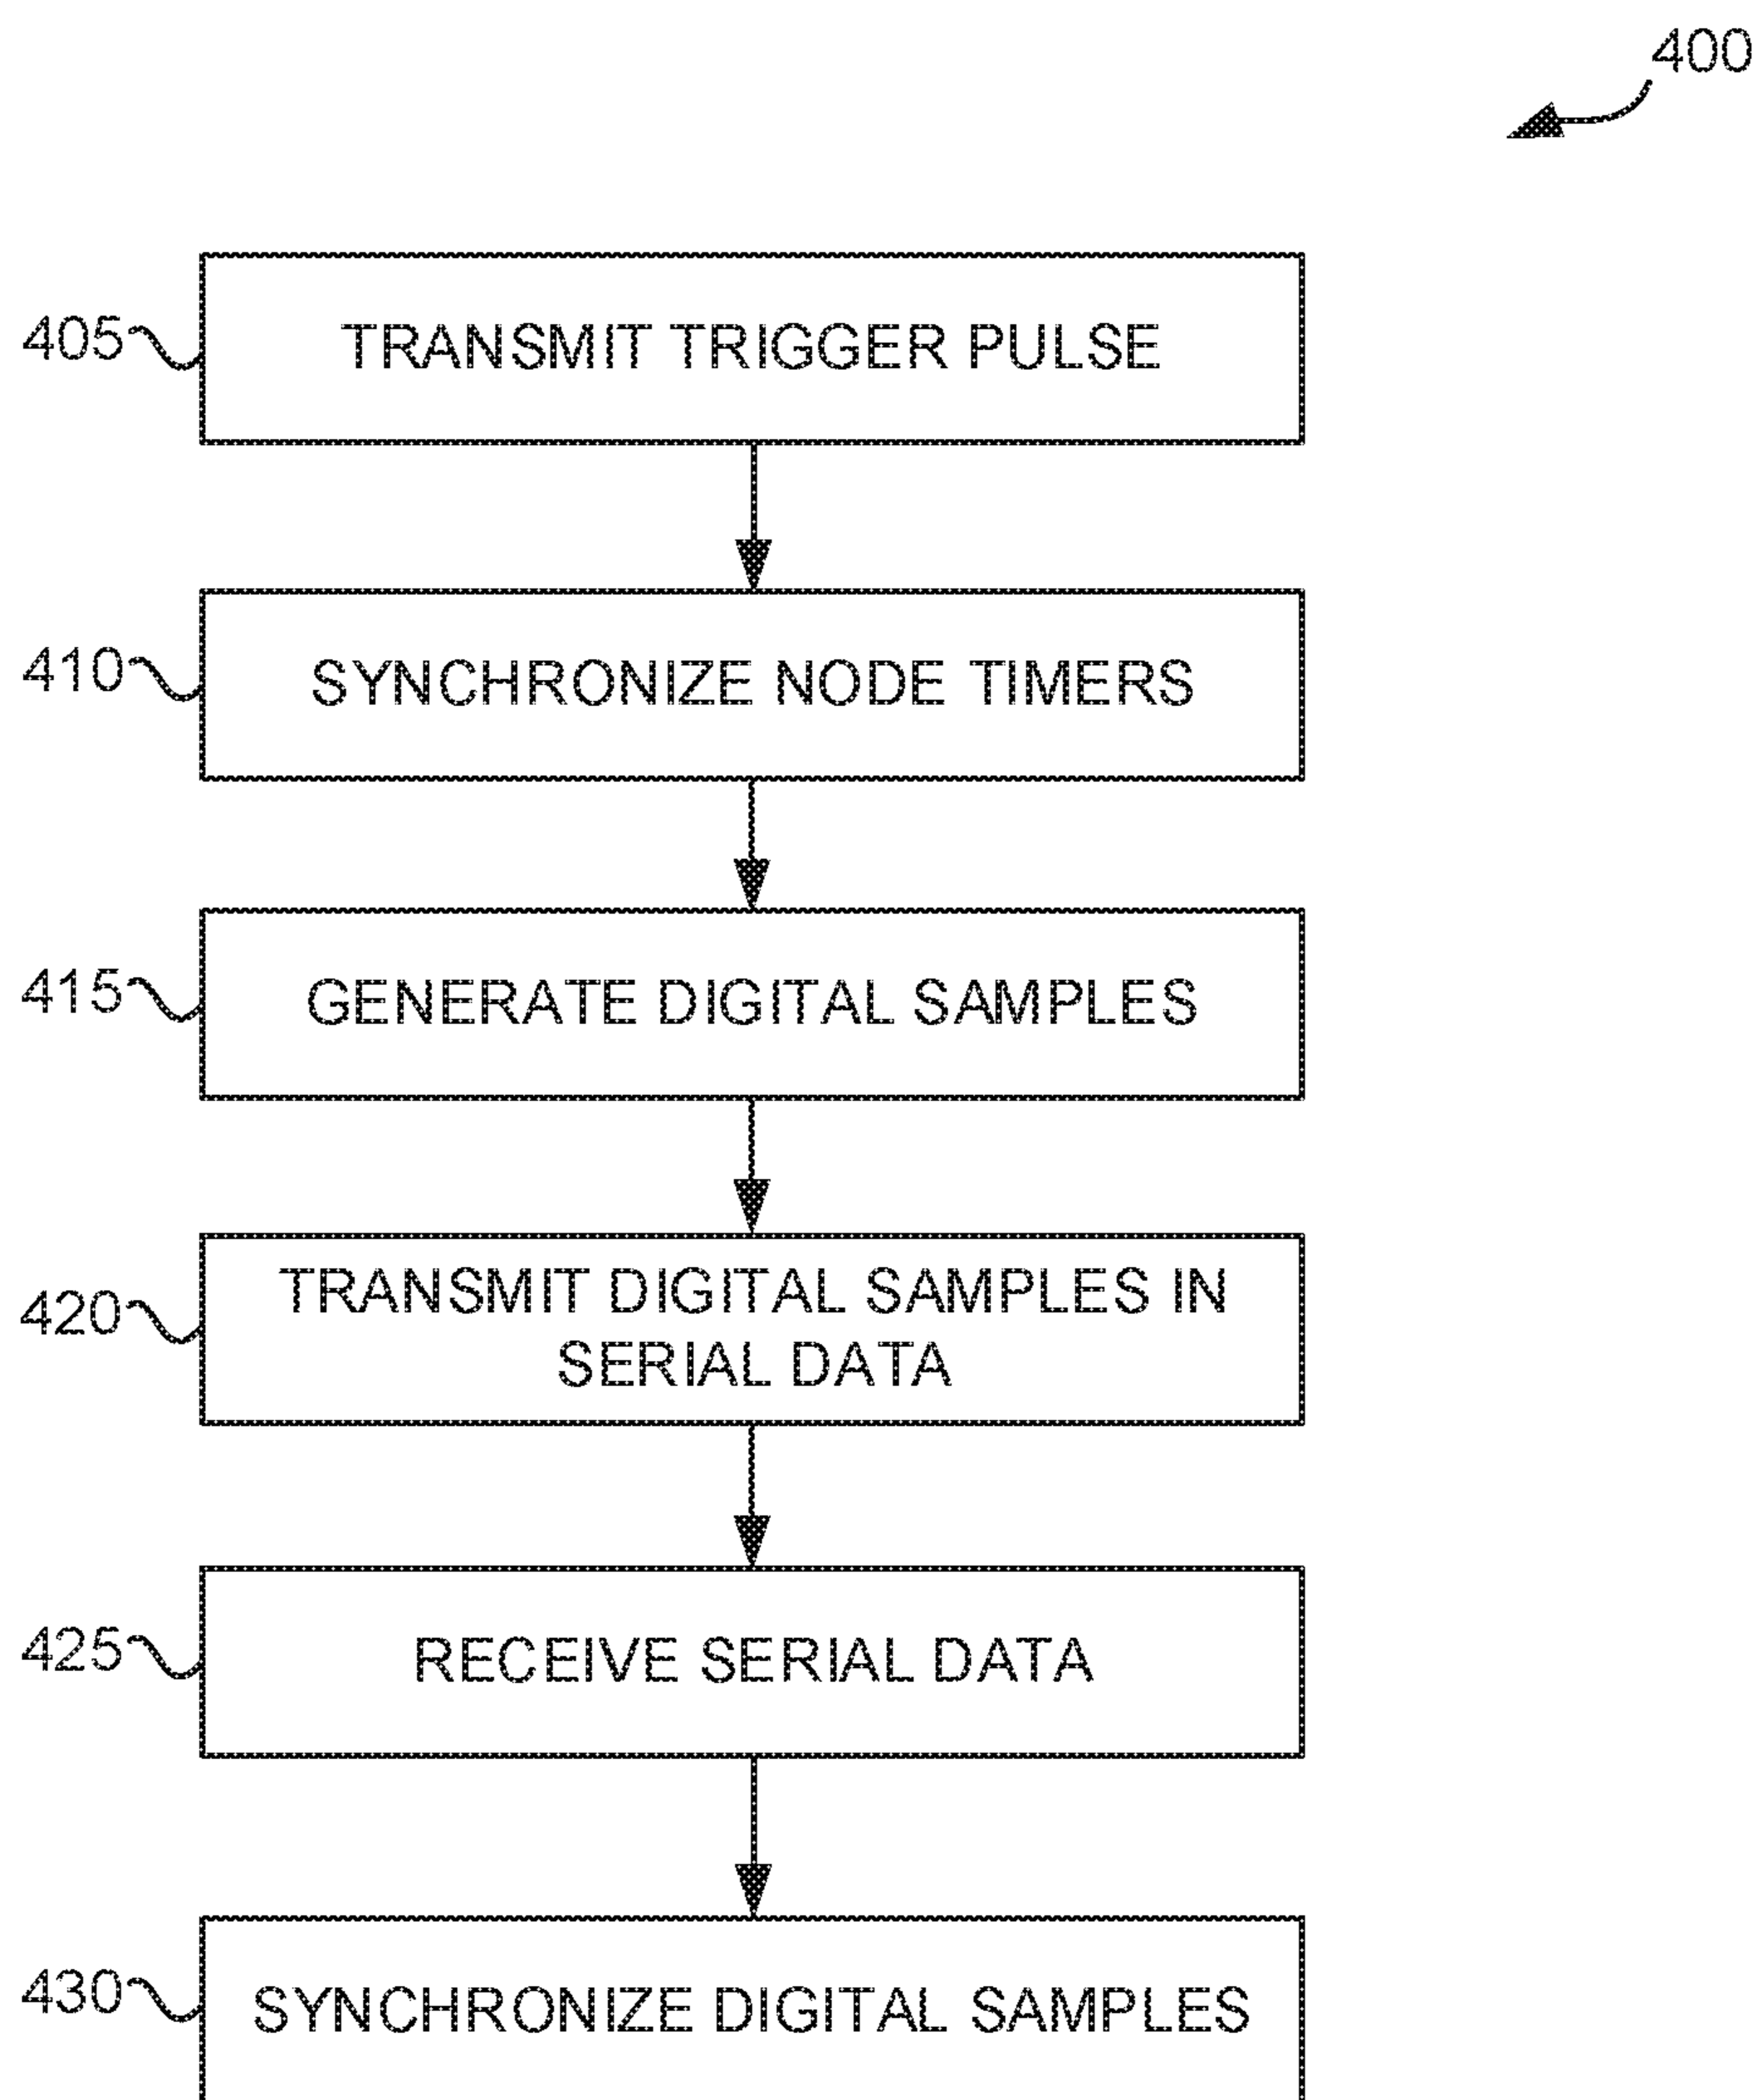 400
405
TRANSMIT TRIGGER PULSE
410
SYNCHRONIZE NODE TIMERS
415
GENERATE DIGITAL SAMPLES
420
TRANSMIT DIGITAL SAMPLES IN
SERIAL DATA
425
RECEIVE SERIAL DATA
430
SYNCHRONIZE DIGITAL SAMPLES